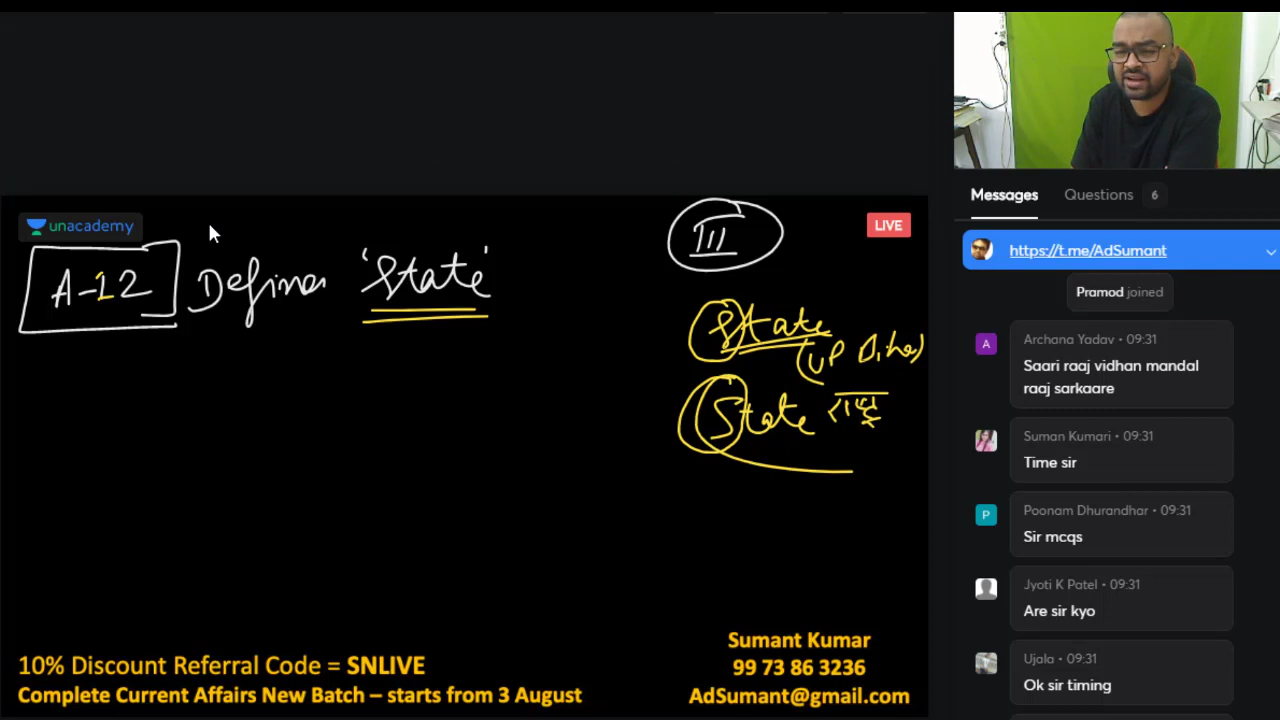 unacademy
LIVE
III
A-12 Defines 'State'
State
(UP Bihar)
State राष्ट्र
10% Discount Referral Code = SNLIVE
Complete Current Affairs New Batch – starts from 3 August
Sumant Kumar
99 73 86 3236
AdSumant@gmail.com
Messages Questions 6
https://t.me/AdSumant
Pramod joined
A
Archana Yadav • 09:31
Saari raaj vidhan mandal
raaj sarkaare
Suman Kumari • 09:31
Time sir
P
Poonam Dhurandhar • 09:31
Sir mcqs
Jyoti K Patel • 09:31
Are sir kyo
Ujala • 09:31
Ok sir timing